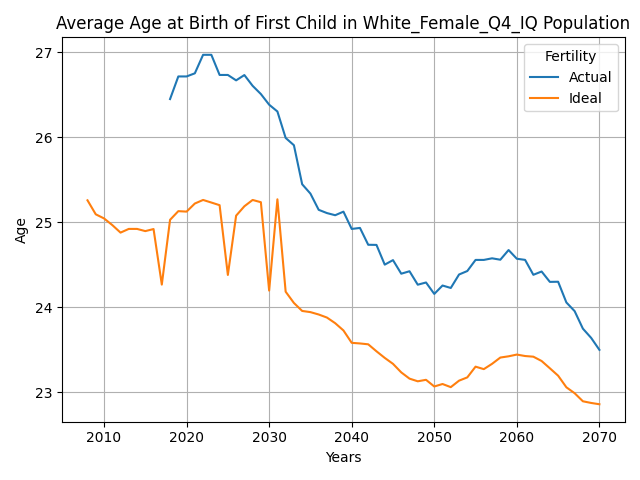 Average Age at Birth of First Child in White_Female_Q4_IQ Population
Fertility
Actual
Ideal
27
26
25
24
23
Age
2010 2020 2030 2040 2050 2060 2070
Years